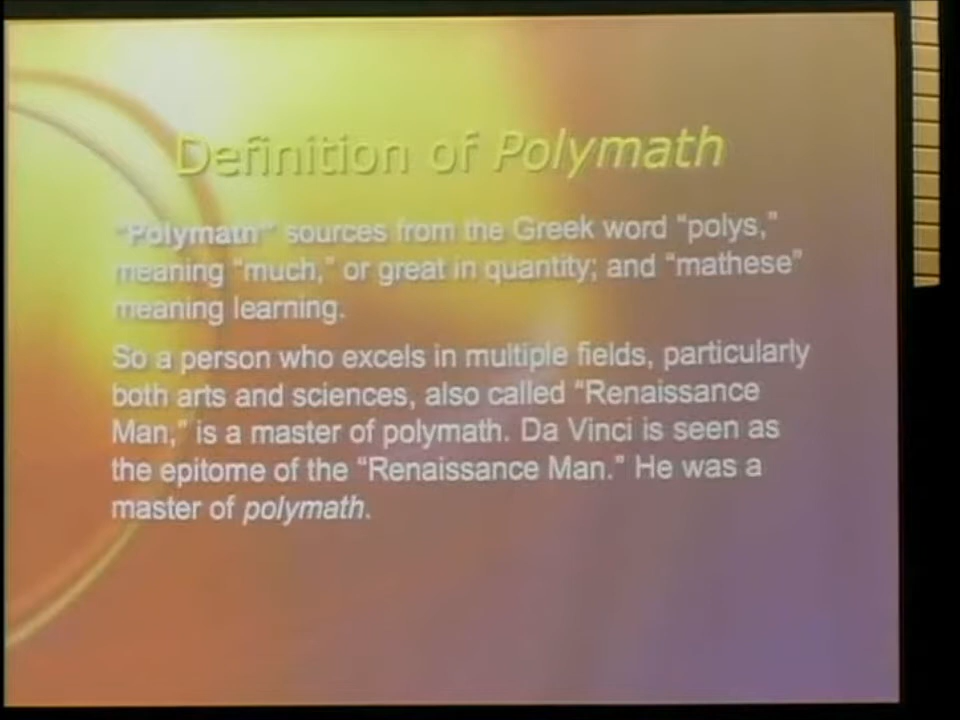 Definition of Polymath
"Polymath" sources from the Greek word "polys,"
meaning "much," or great in quantity; and "mathese"
meaning learning.
So a person who excels in multiple fields, particularly
both arts and sciences, also called "Renaissance
Man," is a master of polymath. Da Vinci is seen as
the epitome of the "Renaissance Man." He was a
master of polymath.